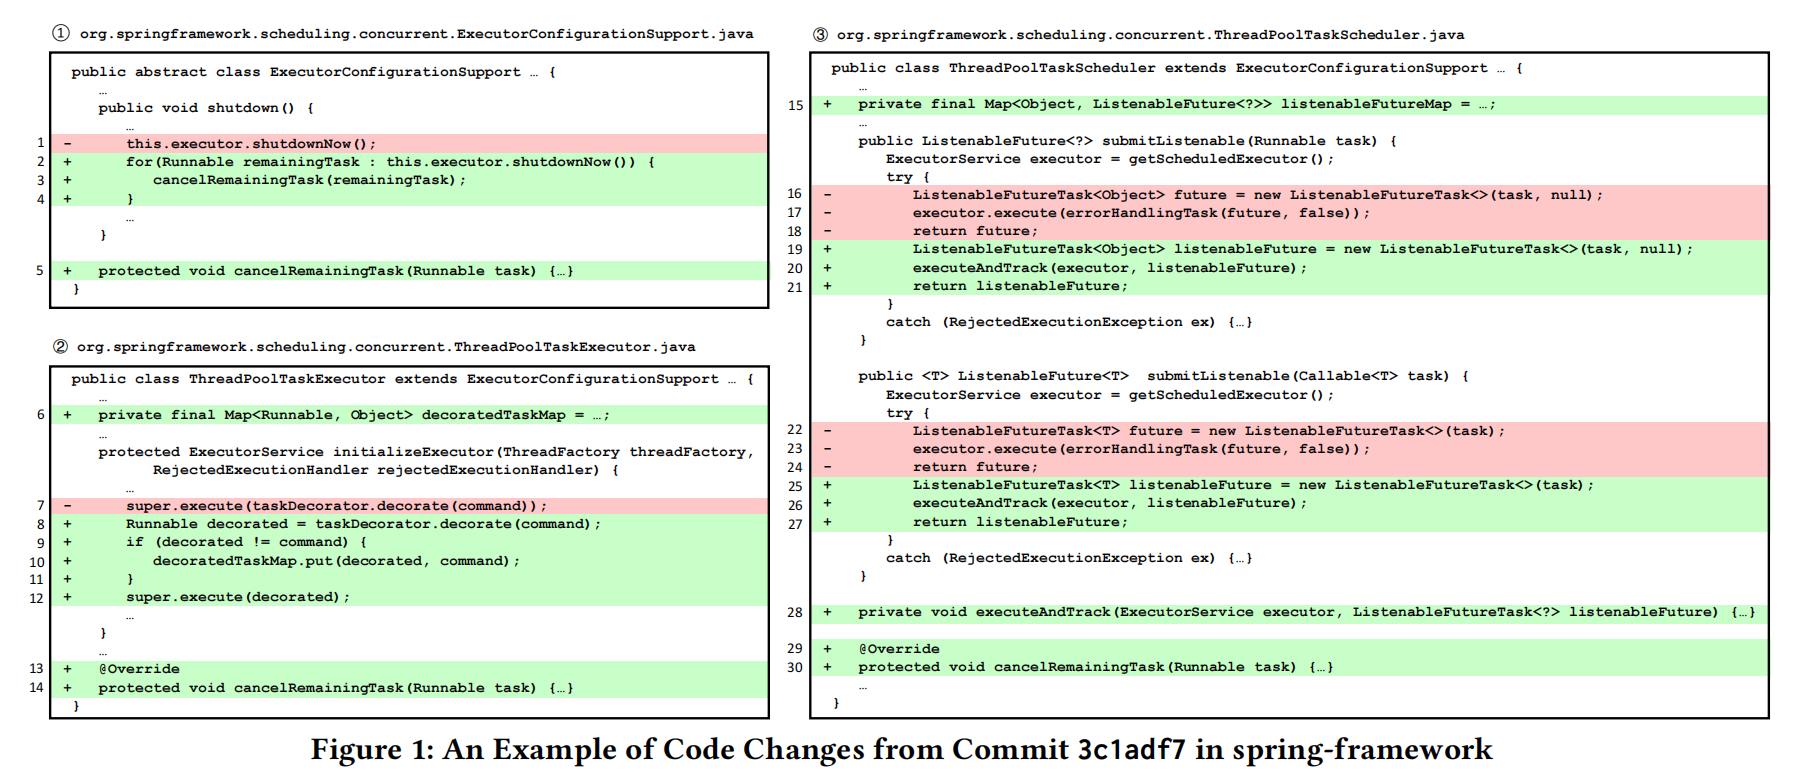 ① org.springframework.scheduling.concurrent.ExecutorConfigurationSupport.java
public abstract class ExecutorConfigurationSupport … {
…
public void shutdown() {
…
1 - this.executor.shutdownNow();
2 + for(Runnable remainingTask : this.executor.shutdownNow()) {
3 + cancelRemainingTask(remainingTask);
4 + }
…
}
5 + protected void cancelRemainingTask(Runnable task) {…}
}
② org.springframework.scheduling.concurrent.ThreadPoolTaskExecutor.java
public class ThreadPoolTaskExecutor extends ExecutorConfigurationSupport … {
…
6 + private final Map<Runnable, Object> decoratedTaskMap = …;
…
protected ExecutorService initializeExecutor(ThreadFactory threadFactory,
RejectedExecutionHandler rejectedExecutionHandler) {
…
7 - super.execute(taskDecorator.decorate(command));
8 + Runnable decorated = taskDecorator.decorate(command);
9 + if (decorated != command) {
10 + decoratedTaskMap.put(decorated, command);
11 + }
12 + super.execute(decorated);
…
}
…
13 + @Override
14 + protected void cancelRemainingTask(Runnable task) {…}
}
③ org.springframework.scheduling.concurrent.ThreadPoolTaskScheduler.java
public class ThreadPoolTaskScheduler extends ExecutorConfigurationSupport … {
…
15 + private final Map<Object, ListenableFuture<?>> listenableFutureMap = …;
…
public ListenableFuture<?> submitListenable(Runnable task) {
ExecutorService executor = getScheduledExecutor();
try {
16 - ListenableFutureTask<Object> future = new ListenableFutureTask<>(task, null);
17 - executor.execute(errorHandlingTask(future, false));
18 - return future;
19 + ListenableFutureTask<Object> listenableFuture = new ListenableFutureTask<>(task, null);
20 + executeAndTrack(executor, listenableFuture);
21 + return listenableFuture;
}
catch (RejectedExecutionException ex) {…}
}
public <T> ListenableFuture<T> submitListenable(Callable<T> task) {
ExecutorService executor = getScheduledExecutor();
try {
22 - ListenableFutureTask<T> future = new ListenableFutureTask<>(task);
23 - executor.execute(errorHandlingTask(future, false));
24 - return future;
25 + ListenableFutureTask<T> listenableFuture = new ListenableFutureTask<>(task);
26 + executeAndTrack(executor, listenableFuture);
27 + return listenableFuture;
}
catch (RejectedExecutionException ex) {…}
}
28 + private void executeAndTrack(ExecutorService executor, ListenableFutureTask<?> listenableFuture) {…}
29 + @Override
30 + protected void cancelRemainingTask(Runnable task) {…}
…
}
Figure 1: An Example of Code Changes from Commit 3c1adf7 in spring-framework